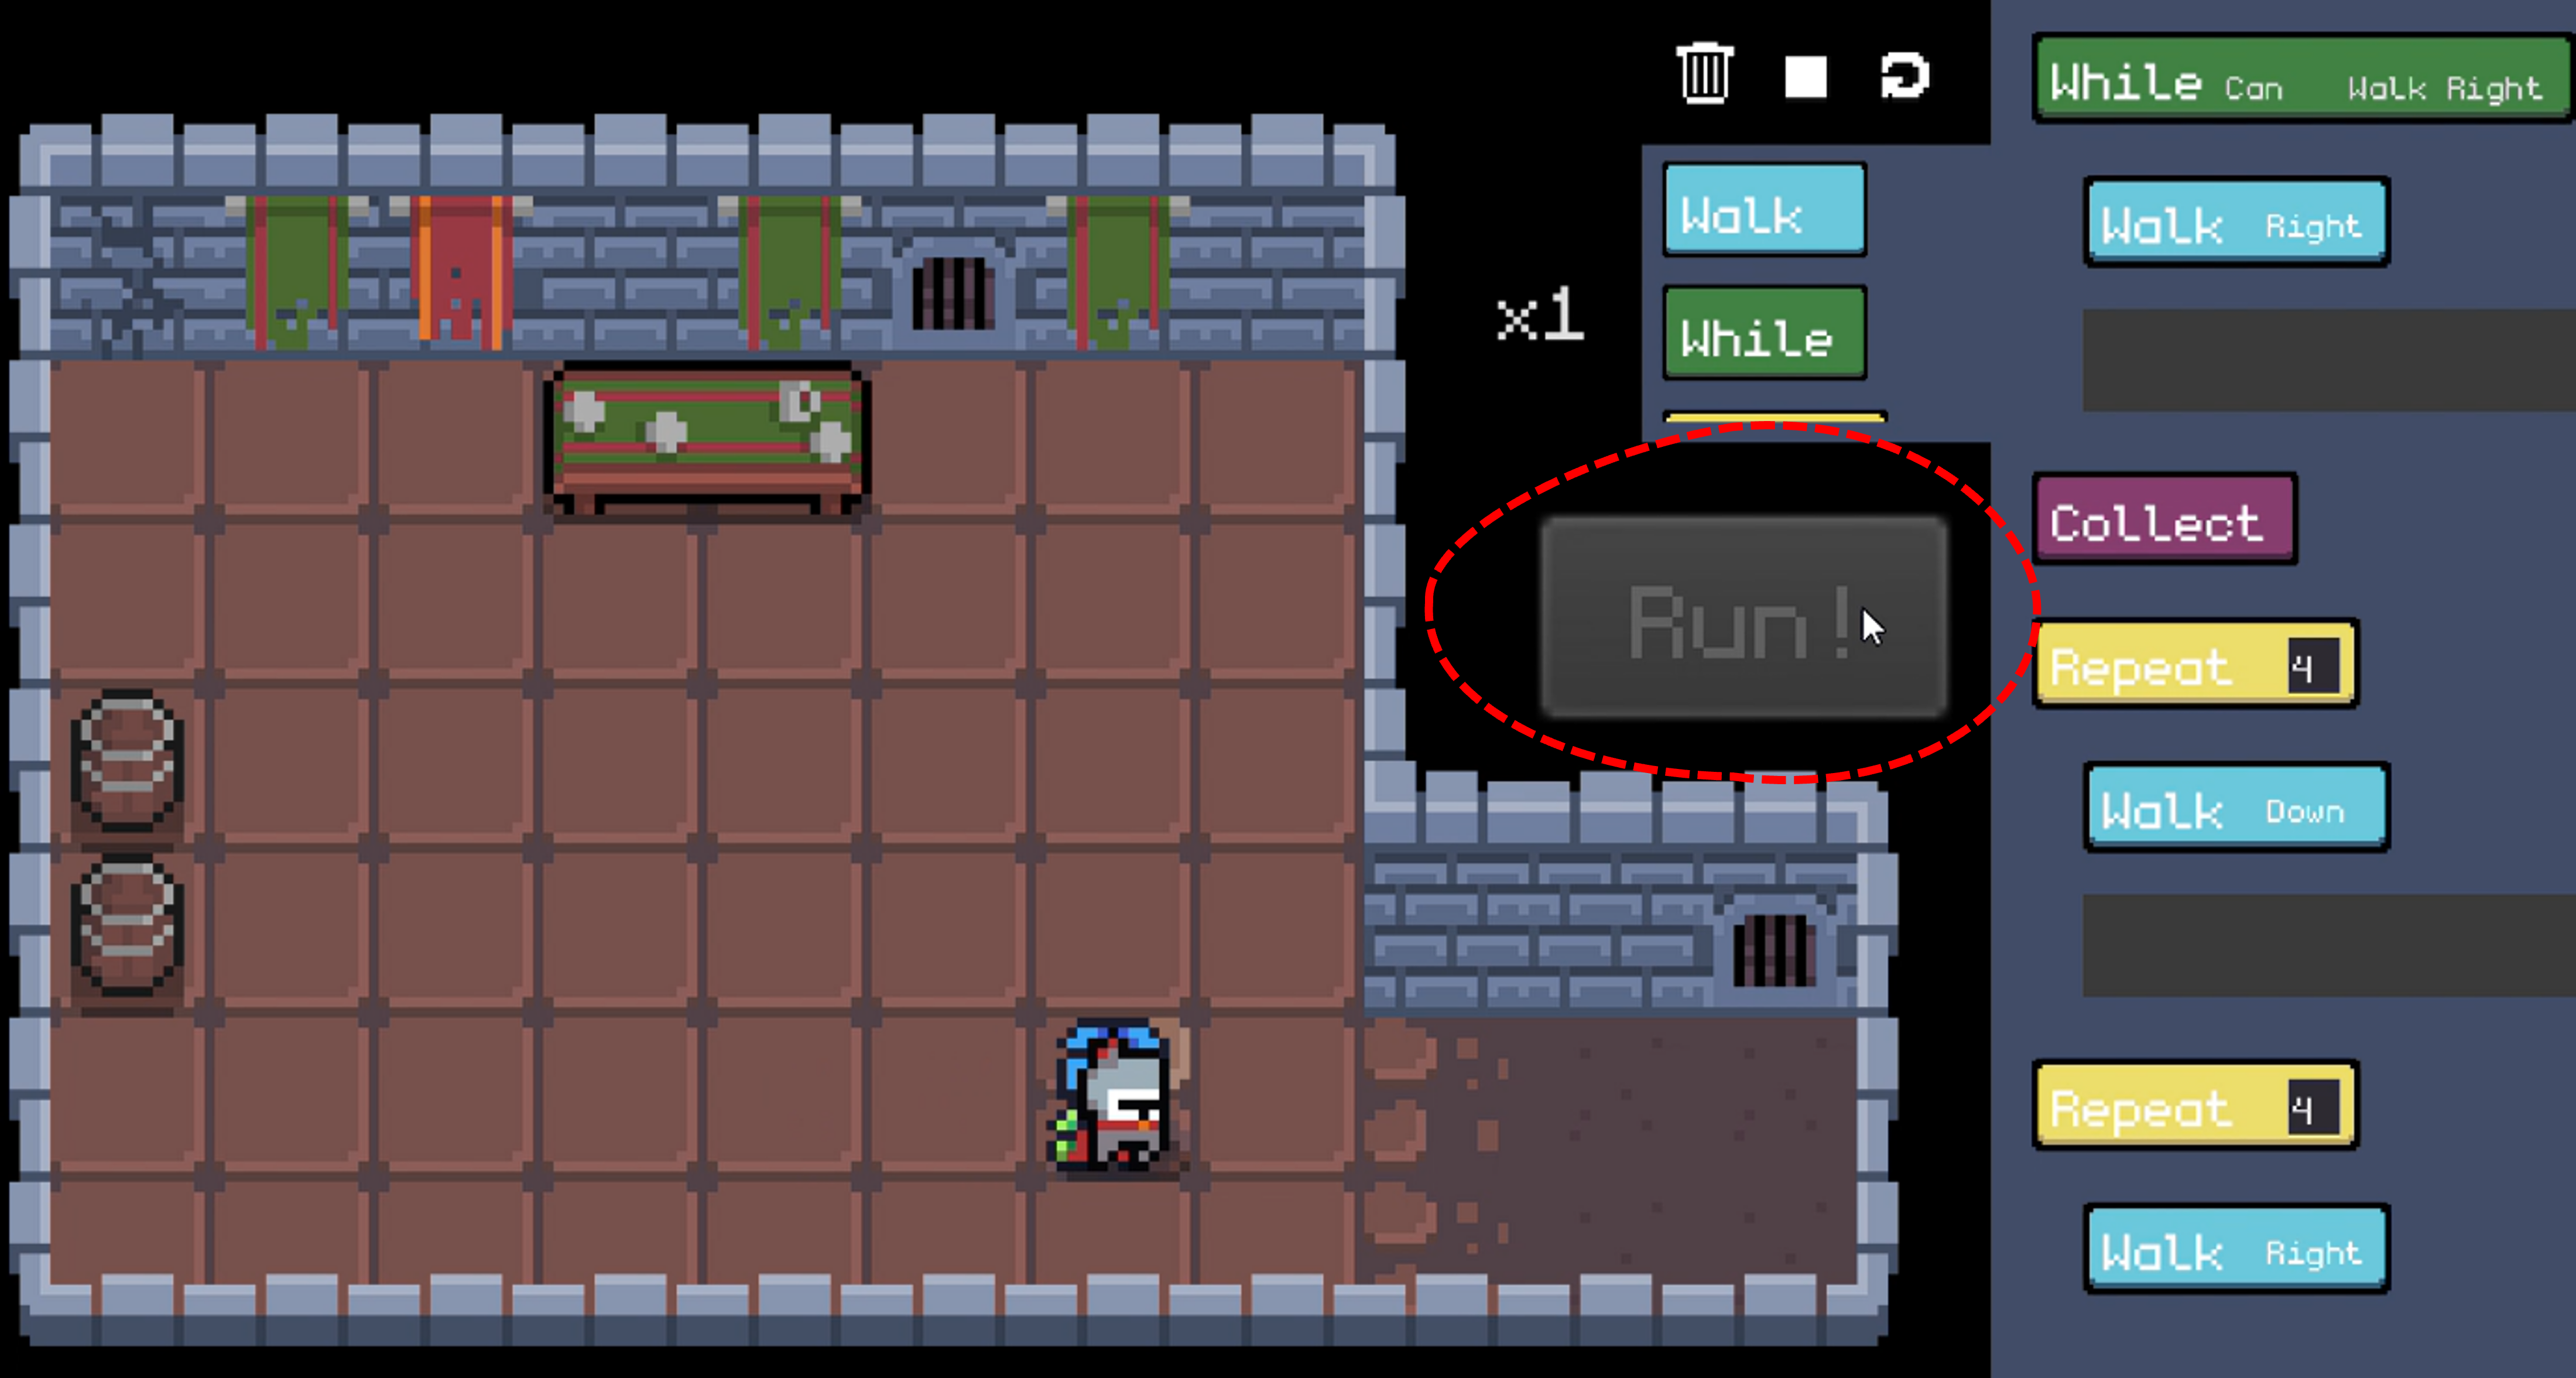 While Can Walk Right
Walk Right
Collect
Repeat 4
Walk Down
Repeat 4
Walk Right
x1
Walk
While
Run!